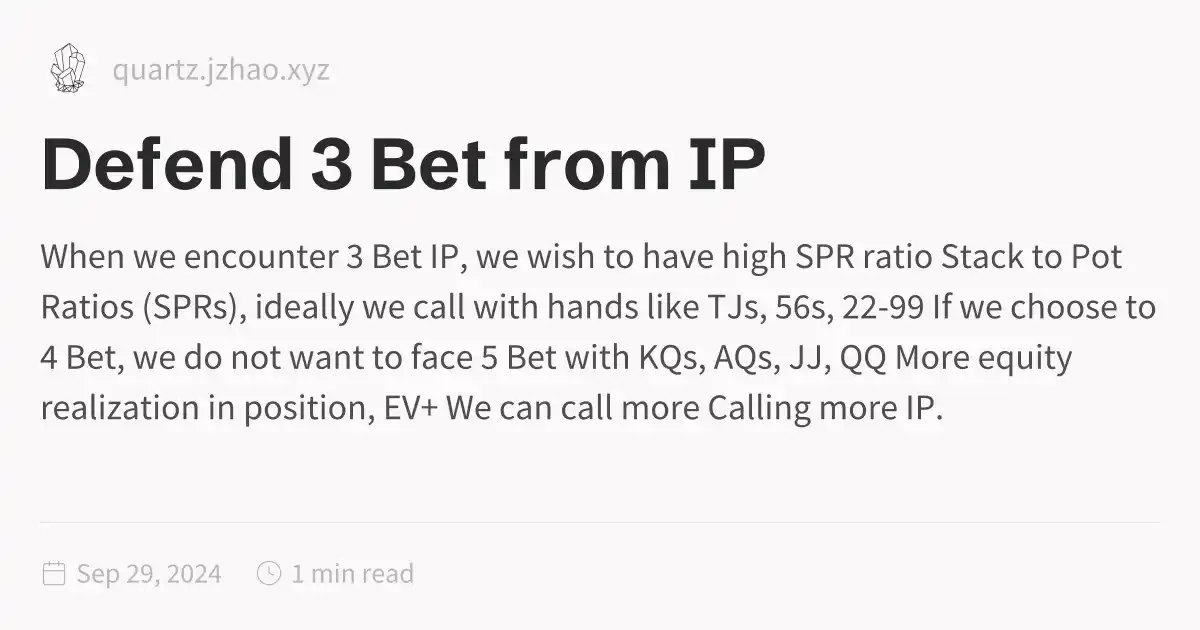 quartz.jzhao.xyz
Defend 3 Bet from IP
When we encounter 3 Bet IP, we wish to have high SPR ratio Stack to Pot
Ratios (SPRs), ideally we call with hands like TJs, 56s, 22-99 If we choose to
4 Bet, we do not want to face 5 Bet with KQs, AQs, JJ, QQ More equity
realization in position, EV+ We can call more Calling more IP.
Sep 29, 2024 1 min read